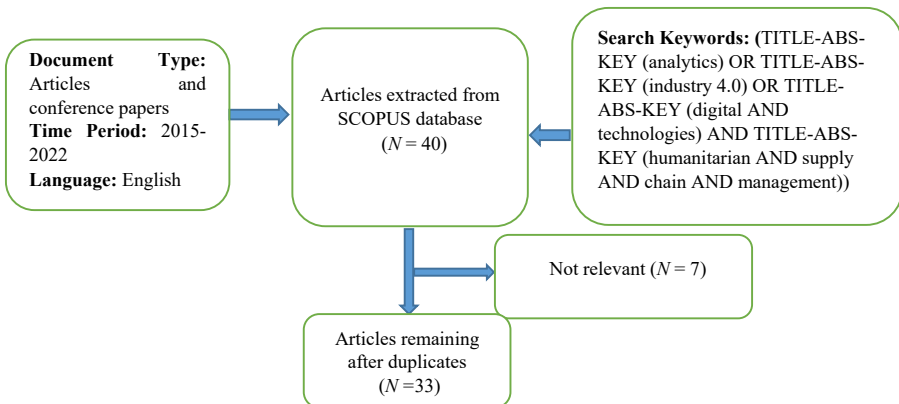 Document Type:
Articles and
conference papers
Time Period: 2015-
2022
Language: English
Articles extracted from
SCOPUS database
(N = 40)
Search Keywords: (TITLE-ABS-
KEY (analytics) OR TITLE-ABS-
KEY (industry 4.0) OR TITLE-
ABS-KEY (digital AND
technologies) AND TITLE-ABS-
KEY (humanitarian AND supply
AND chain AND management))
Not relevant (N = 7)
Articles remaining
after duplicates
(N =33)